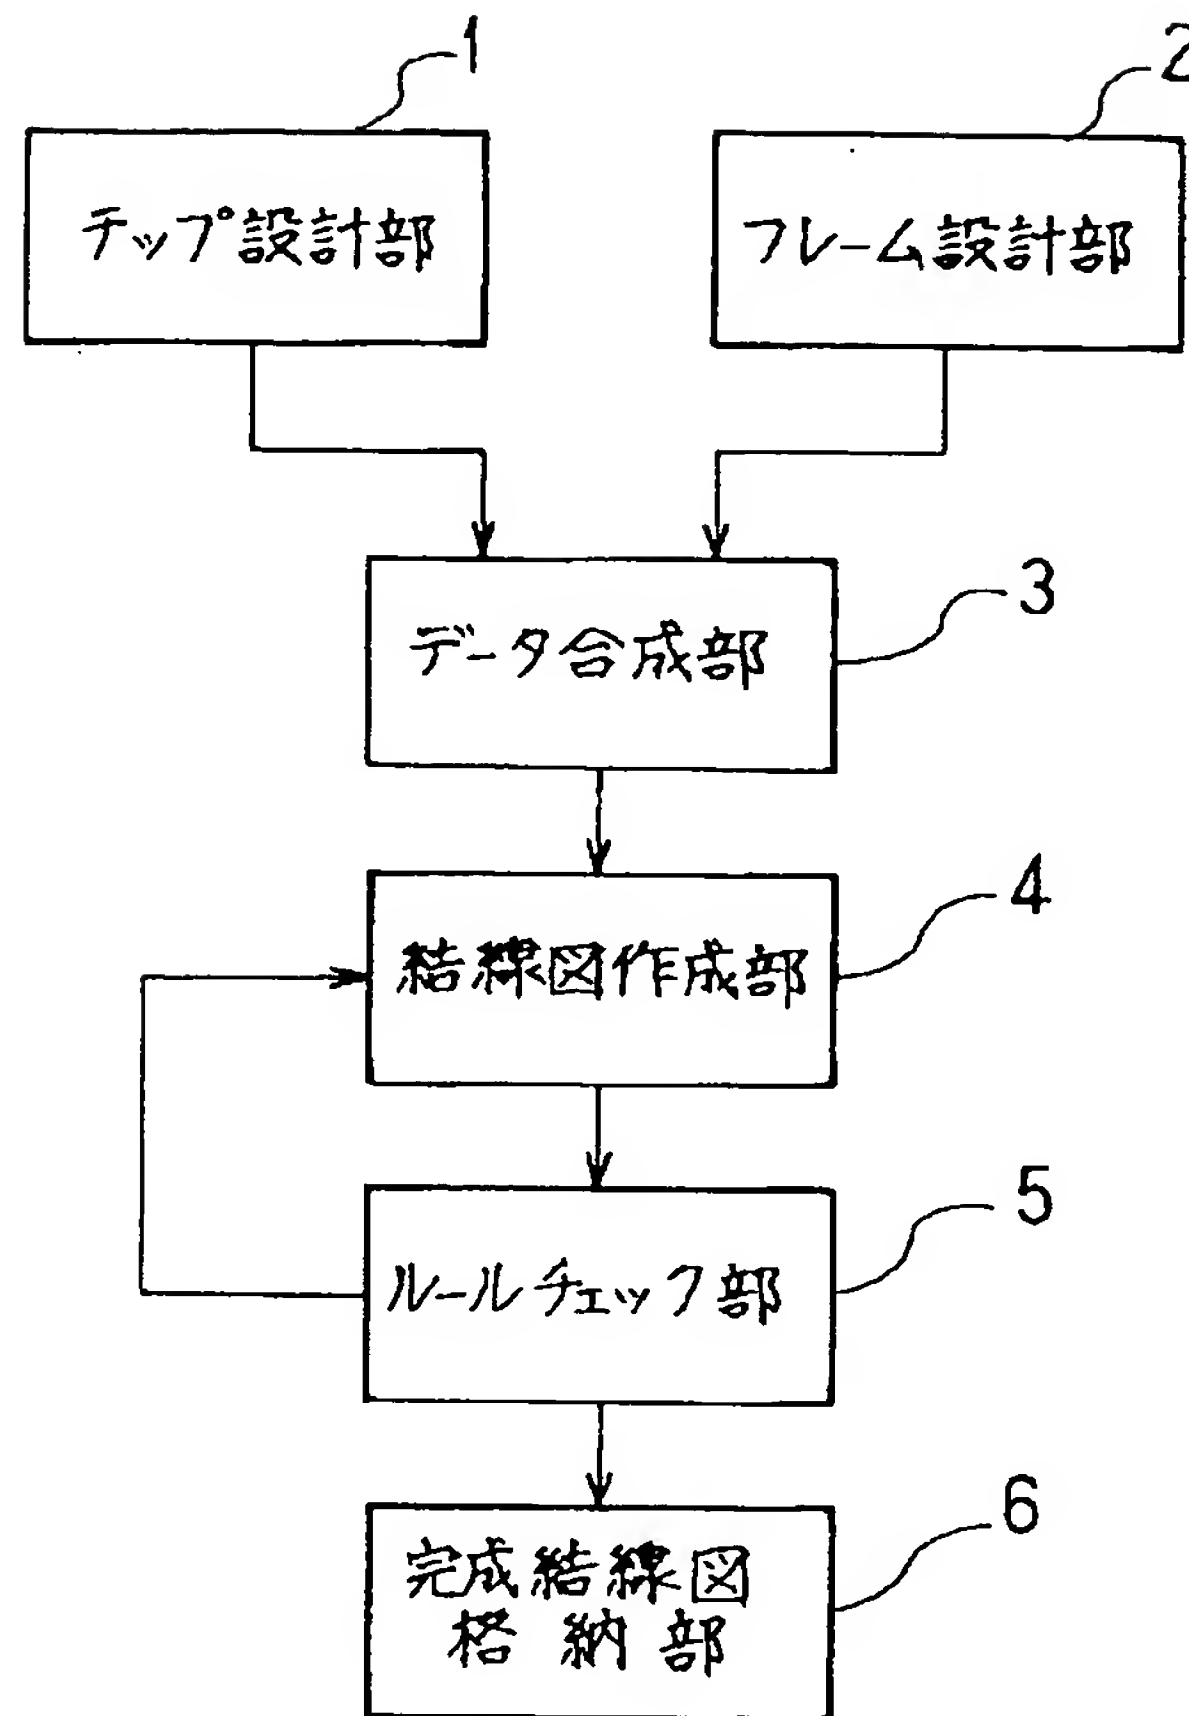 1
2
チップ設計部
フレーム設計部
3
データ合成部
4
結線図作成部
5
ルールチェック部
6
完成結線図
格納部